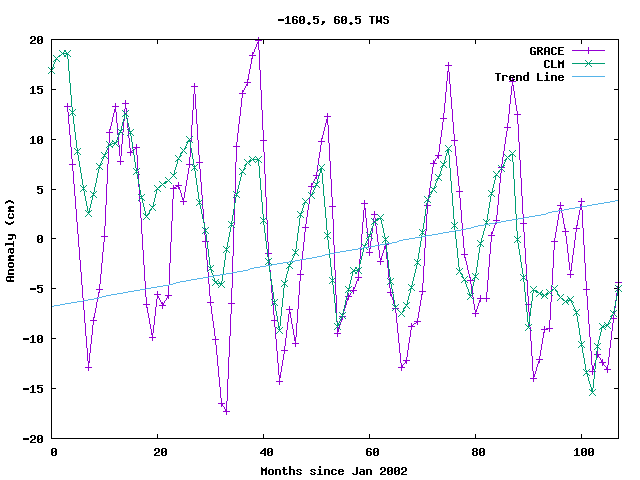 -160.5, 60.5 TWS
GRACE
CLM
Trend Line
20
15
10
5
0
-5
-10
-15
-20
Anomaly (cm)
0 20 40 60 80 100
Months since Jan 2002